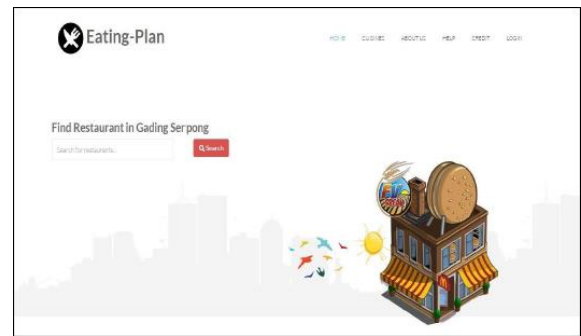 Eating-Plan
HOME CUISINES ABOUT US HELP CREDIT LOGIN
Find Restaurant in Gading Serpong
Search for restaurants...
Search